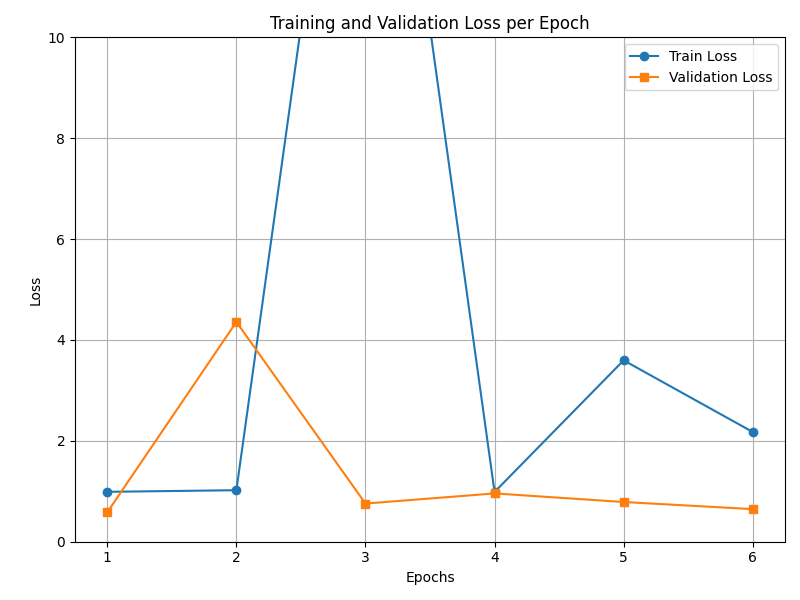 Training and Validation Loss per Epoch
Train Loss
Validation Loss
10
8
6
4
2
0
Loss
1 2 3 4 5 6
Epochs